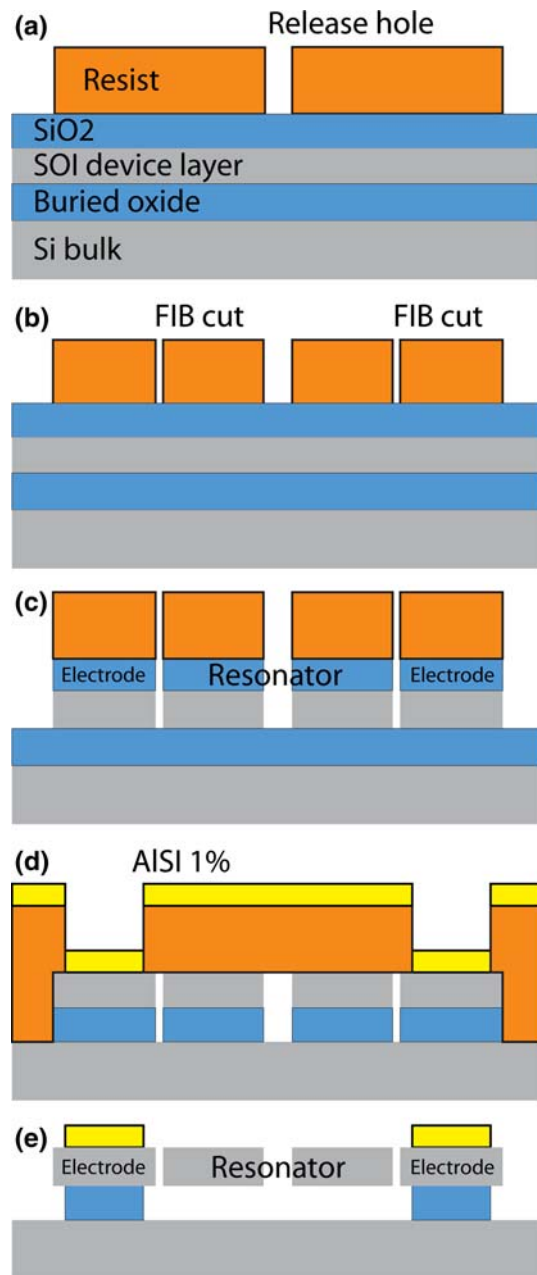 (a)
Release hole
Resist
SiO2
SOI device layer
Buried oxide
Si bulk
(b)
FIB cut FIB cut
(c)
Electrode Resonator Electrode
(d)
AlSI 1%
(e)
Electrode Resonator Electrode